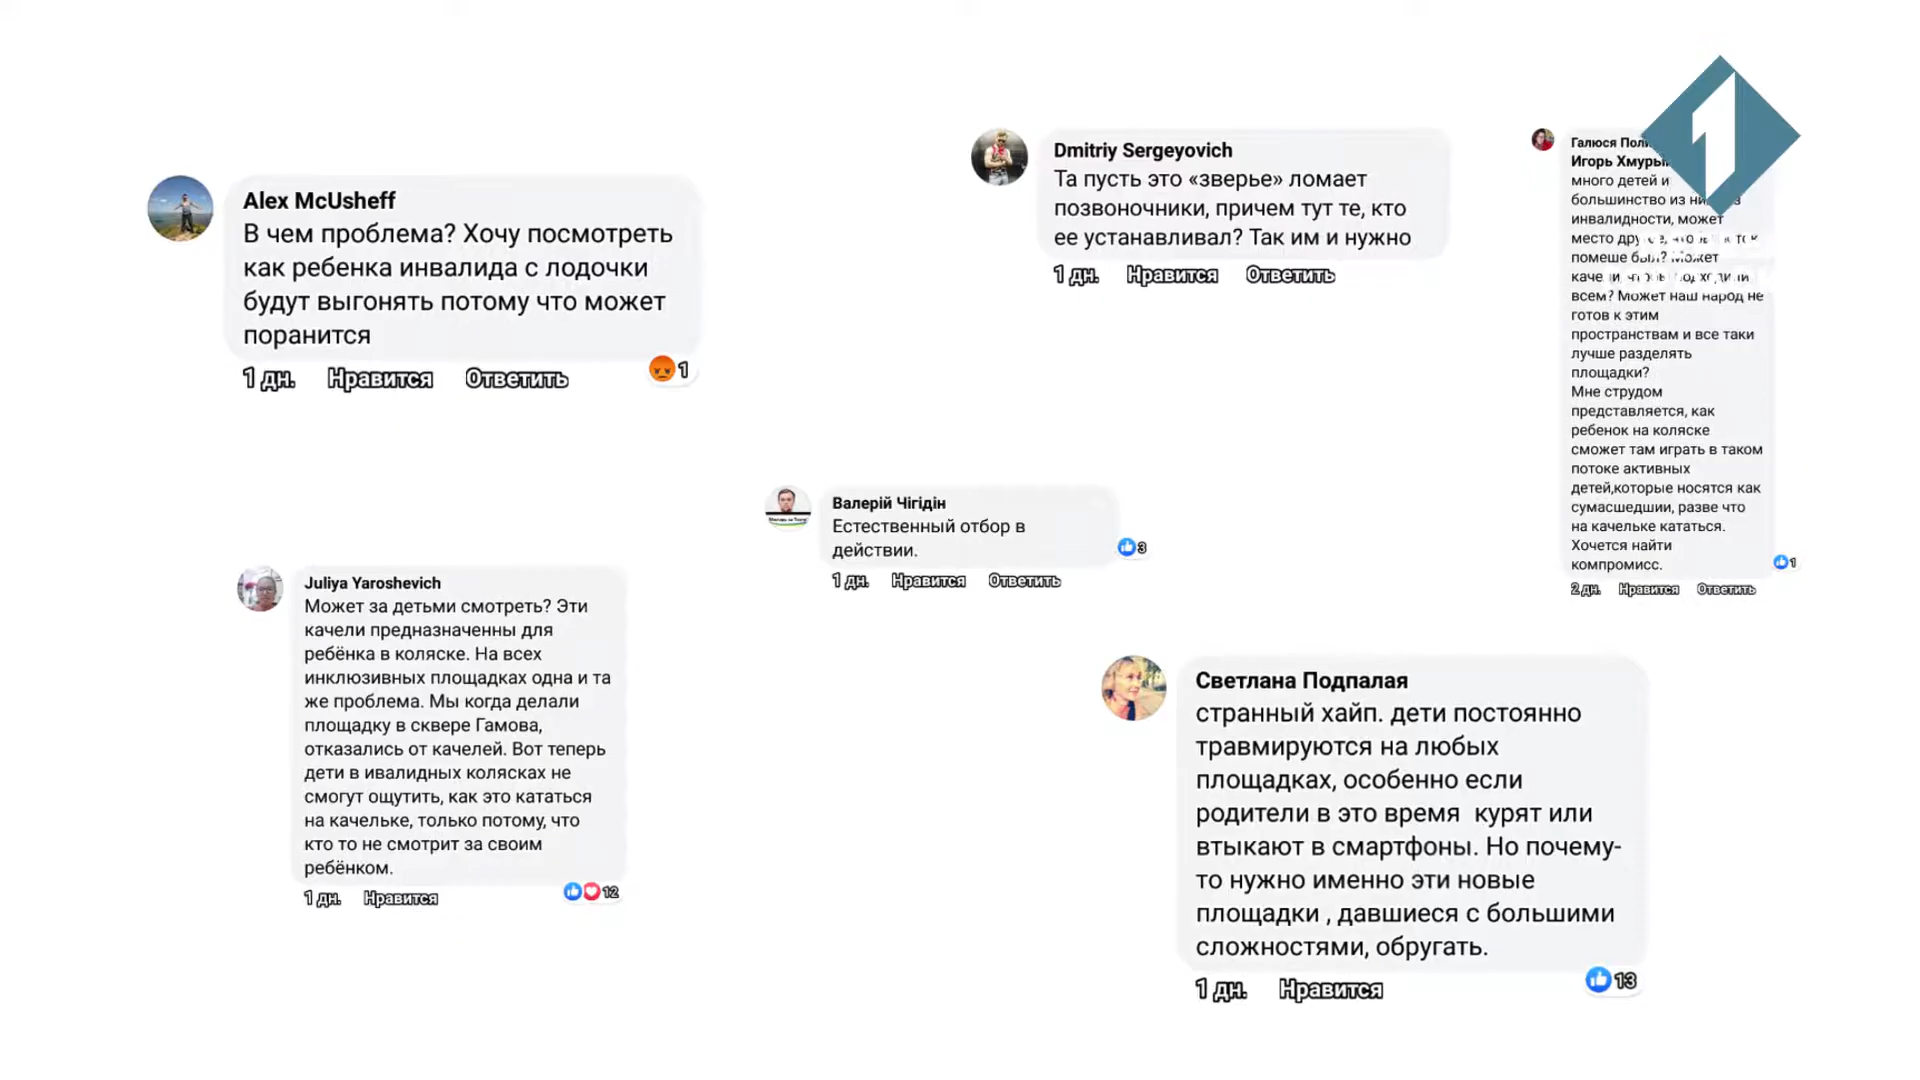 Alex McUsheff
В чем проблема? Хочу посмотреть
как ребенка инвалида с лодочки
будут выгонять потому что может
поранится
1 дн. Нравится Ответить
1
Dmitriy Sergeyovich
Та пусть это «зверье» ломает
позвоночники, причем тут те, кто
ее устанавливал? Так им и нужно
1 дн. Нравится Ответить
1
Галюся
Игорь
много детей и
большинство из
инвалидности, может
место
помеше был? Может
всем? Может наш народ не
готов к этим
пространствам и все таки
лучше разделять
площадки?
Мне струдом
представляется, как
ребенок на коляске
сможет там играть в таком
потоке активных
детей,которые носятся как
сумасшедшии, разве что
на качельке кататься.
Хочется найти
компромисс.
1
2 дн. Нравится Ответить
Валерій Чігідін
Естественный отбор в
действии.
3
1 дн. Нравится Ответить
Juliya Yaroshevich
Может за детьми смотреть? Эти
качели предназначенны для
ребёнка в коляске. На всех
инклюзивных площадках одна и та
же проблема. Мы когда делали
площадку в сквере Гамова,
отказались от качелей. Вот теперь
дети в ивалидных колясках не
смогут ощутить, как это кататься
на качельке, только потому, что
кто то не смотрит за своим
ребёнком.
1 дн. Нравится
12
Светлана Подпалая
странный хайп. дети постоянно
травмируются на любых
площадках, особенно если
родители в это время курят или
втыкают в смартфоны. Но почему-
то нужно именно эти новые
площадки , давшиеся с большими
сложностями, обругать.
1 дн. Нравится
13